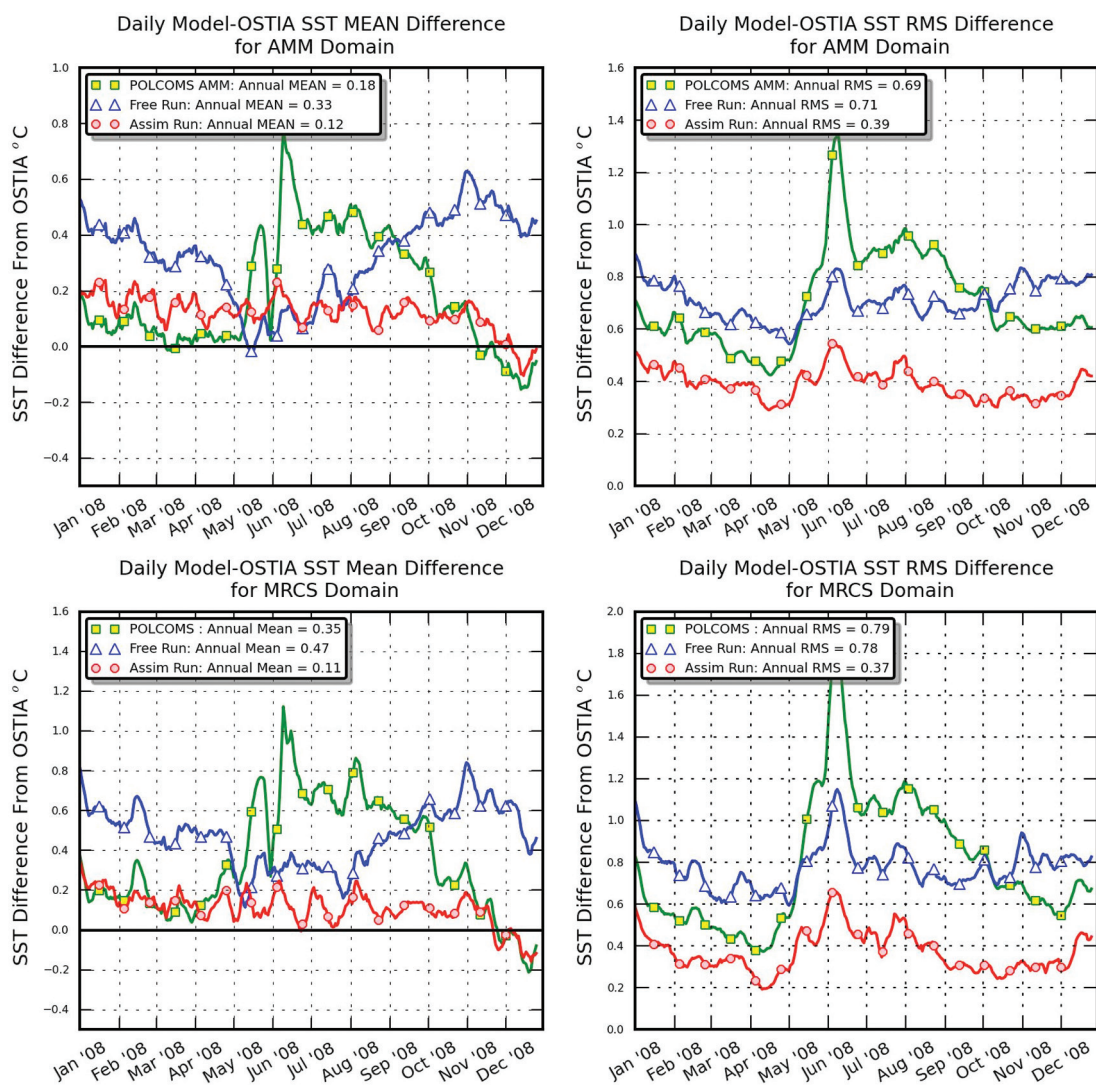 Daily Model-OSTIA SST MEAN Difference
for AMM Domain
SST Difference From OSTIA °C
1.0
0.8
0.6
0.4
0.2
0.0
−0.2
−0.4
POLCOMS AMM: Annual MEAN = 0.18
Free Run: Annual MEAN = 0.33
Assim Run: Annual MEAN = 0.12
Jan '08
Feb '08
Mar '08
Apr '08
May '08
Jun '08
Jul '08
Aug '08
Sep '08
Oct '08
Nov '08
Dec '08
Daily Model-OSTIA SST RMS Difference
for AMM Domain
SST Difference From OSTIA °C
1.6
1.4
1.2
1.0
0.8
0.6
0.4
0.2
0.0
POLCOMS AMM: Annual RMS = 0.69
Free Run: Annual RMS = 0.71
Assim Run: Annual RMS = 0.39
Jan '08
Feb '08
Mar '08
Apr '08
May '08
Jun '08
Jul '08
Aug '08
Sep '08
Oct '08
Nov '08
Dec '08
Daily Model-OSTIA SST Mean Difference
for MRCS Domain
SST Difference From OSTIA °C
1.6
1.4
1.2
1.0
0.8
0.6
0.4
0.2
0.0
−0.2
−0.4
POLCOMS : Annual Mean = 0.35
Free Run: Annual Mean = 0.47
Assim Run: Annual Mean = 0.11
Jan '08
Feb '08
Mar '08
Apr '08
May '08
Jun '08
Jul '08
Aug '08
Sep '08
Oct '08
Nov '08
Dec '08
Daily Model-OSTIA SST RMS Difference
for MRCS Domain
SST Difference From OSTIA °C
2.0
1.8
1.6
1.4
1.2
1.0
0.8
0.6
0.4
0.2
0.0
POLCOMS : Annual RMS = 0.79
Free Run: Annual RMS = 0.78
Assim Run: Annual RMS = 0.37
Jan '08
Feb '08
Mar '08
Apr '08
May '08
Jun '08
Jul '08
Aug '08
Sep '08
Oct '08
Nov '08
Dec '08